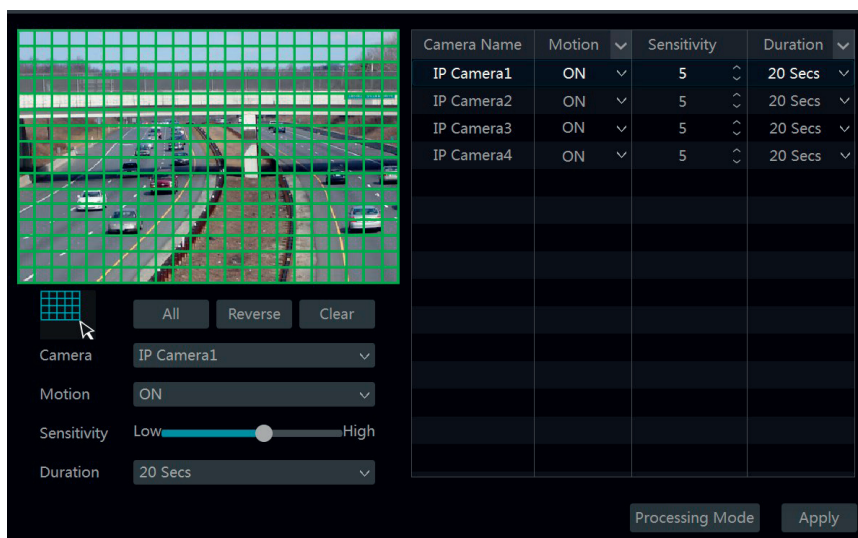 Camera Name Motion Sensitivity Duration
IP Camera1 ON 5 20 Secs
IP Camera2 ON 5 20 Secs
IP Camera3 ON 5 20 Secs
IP Camera4 ON 5 20 Secs
All Reverse Clear
Camera IP Camera1
Motion ON
Sensitivity Low High
Duration 20 Secs
Processing Mode Apply